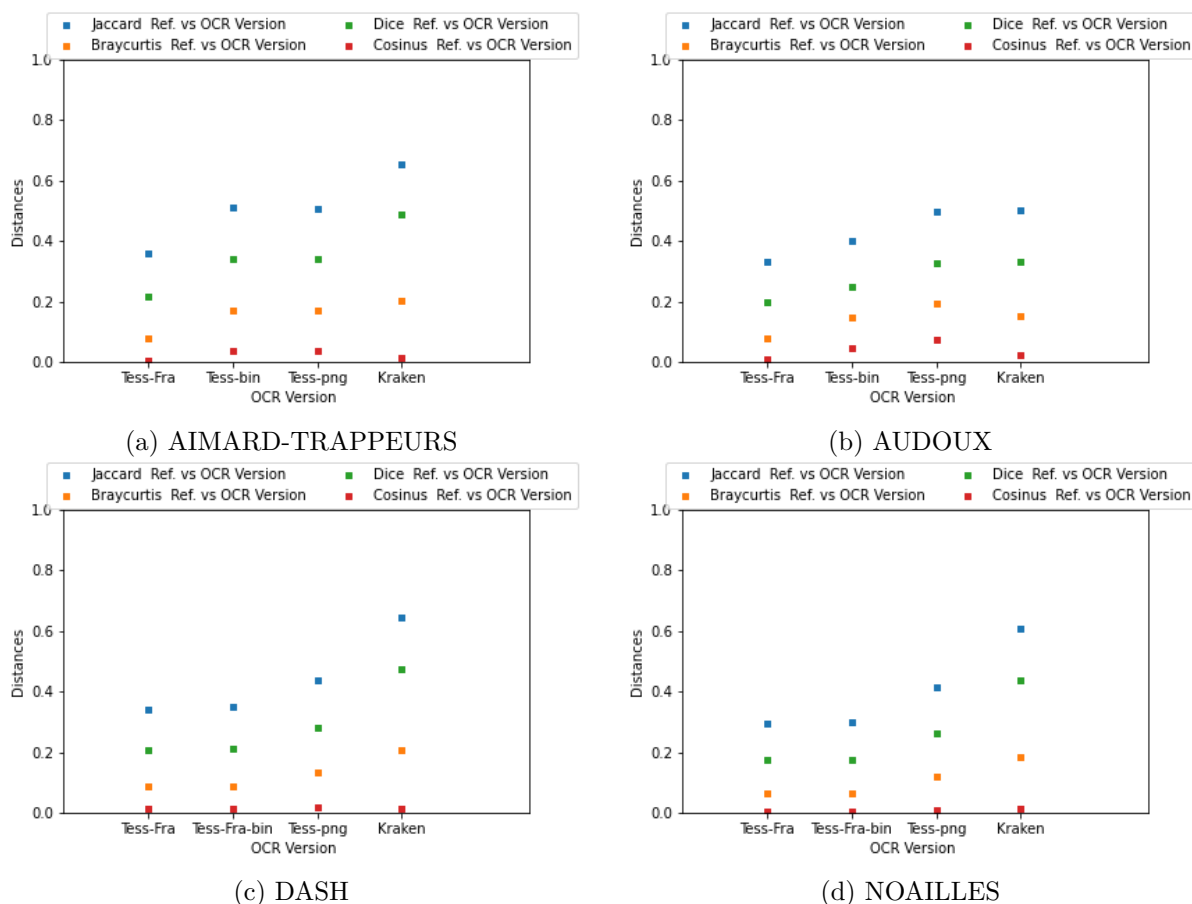 Jaccard  Ref. vs OCR Version
Dice  Ref. vs OCR Version
Braycurtis  Ref. vs OCR Version
Cosinus  Ref. vs OCR Version
1.0
0.8
0.6
0.4
0.2
0.0
Distances
Tess-Fra
Tess-bin
Tess-png
Kraken
OCR Version
(a) AIMARD-TRAPPEURS
Jaccard  Ref. vs OCR Version
Dice  Ref. vs OCR Version
Braycurtis  Ref. vs OCR Version
Cosinus  Ref. vs OCR Version
1.0
0.8
0.6
0.4
0.2
0.0
Distances
Tess-Fra
Tess-bin
Tess-png
Kraken
OCR Version
(b) AUDOUX
Jaccard  Ref. vs OCR Version
Dice  Ref. vs OCR Version
Braycurtis  Ref. vs OCR Version
Cosinus  Ref. vs OCR Version
1.0
0.8
0.6
0.4
0.2
0.0
Distances
Tess-Fra
Tess-Fra-bin
Tess-png
Kraken
OCR Version
(c) DASH
Jaccard  Ref. vs OCR Version
Dice  Ref. vs OCR Version
Braycurtis  Ref. vs OCR Version
Cosinus  Ref. vs OCR Version
1.0
0.8
0.6
0.4
0.2
0.0
Distances
Tess-Fra
Tess-Fra-bin
Tess-png
Kraken
OCR Version
(d) NOAILLES